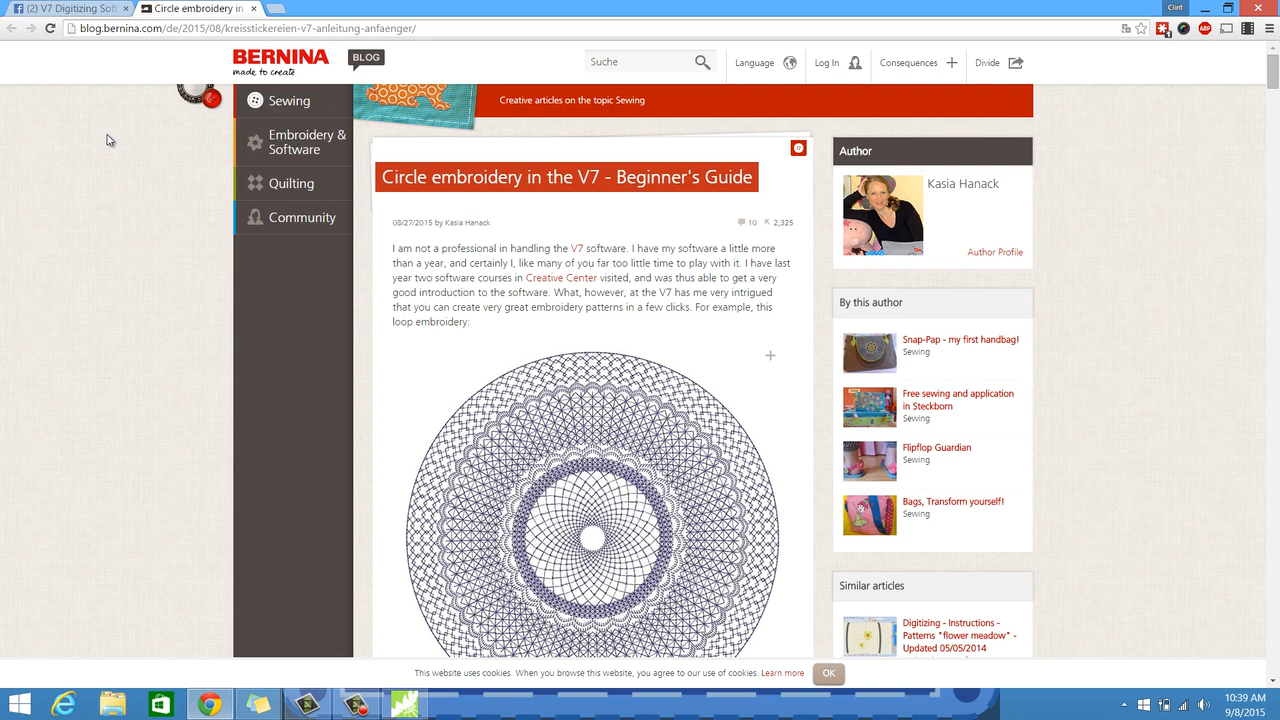 (2) V7 Digitizing Soft
Circle embroidery in
Clint
blog.bernina.com/de/2015/08/kreisstickereien-v7-anleitung-anfaenger/
ABP
BERNINA
made to create
BLOG
Suche
Language
Log In
Consequences
Divide
Sewing
Embroidery &
Software
Quilting
Community
Creative articles on the topic Sewing
Circle embroidery in the V7 - Beginner's Guide
08/27/2015 by Kasia Hanack
10
2,325
I am not a professional in handling the V7 software. I have my software a little more
than a year, and certainly I, like many of you far too little time to play with it. I have last
year two software courses in Creative Center visited, and was thus able to get a very
good introduction to the software. What, however, at the V7 has me very intrigued
that you can create very great embroidery patterns in a few clicks. For example, this
loop embroidery:
Author
Kasia Hanack
Author Profile
By this author
Snap-Pap - my first handbag!
Sewing
Free sewing and application
in Steckborn
Sewing
Flipflop Guardian
Sewing
Bags, Transform yourself!
Sewing
Similar articles
Digitizing - Instructions -
Patterns "flower meadow" -
Updated 05/05/2014
This website uses cookies. When you browse this website, you agree to our use of cookies. Learn more
OK
10:39 AM
9/8/2015